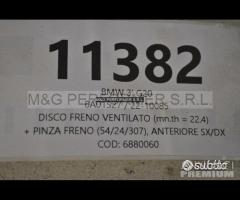 11382
BMW 3' G20
M&G PERFORMER S.R.L.
DISCO FRENO VENTILATO (mn.th = 22.4)
+ PINZA FRENO (54/24/307), ANTERIORE SX/DX
COD: 6880060
subito
PREMIUM